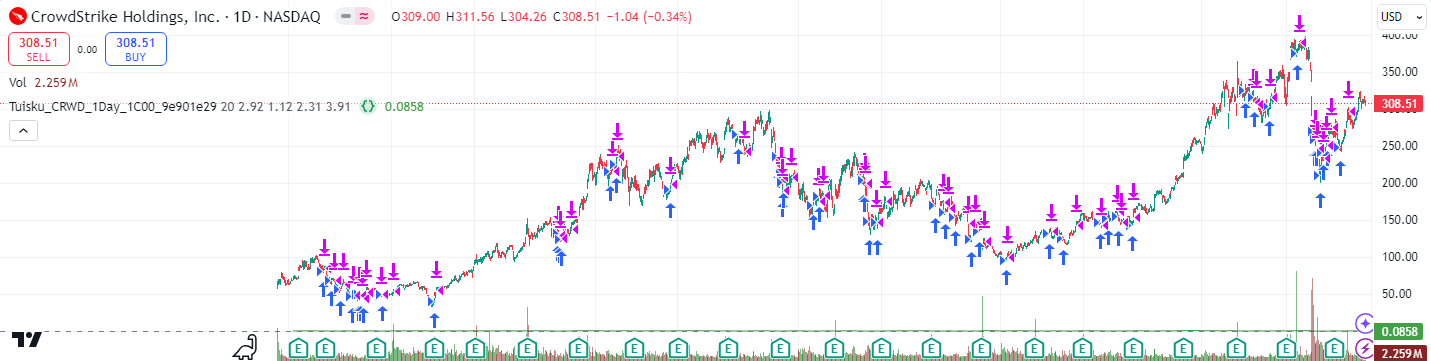 CrowdStrike Holdings, Inc. · 1D · NASDAQ O309.00 H311.56 L304.26 C308.51 −1.04 (−0.34%)
USD
308.51
SELL
0.00
308.51
BUY
Vol 2.259M
Tuisku_CRWD_1Day_1C00_9e901e29 20 2.92 1.12 2.31 3.91 0.0858
400.00
350.00
308.51
250.00
200.00
150.00
100.00
50.00
0.0858
2.259M
E E E E E E E E E E E E E E E E E E E E E E